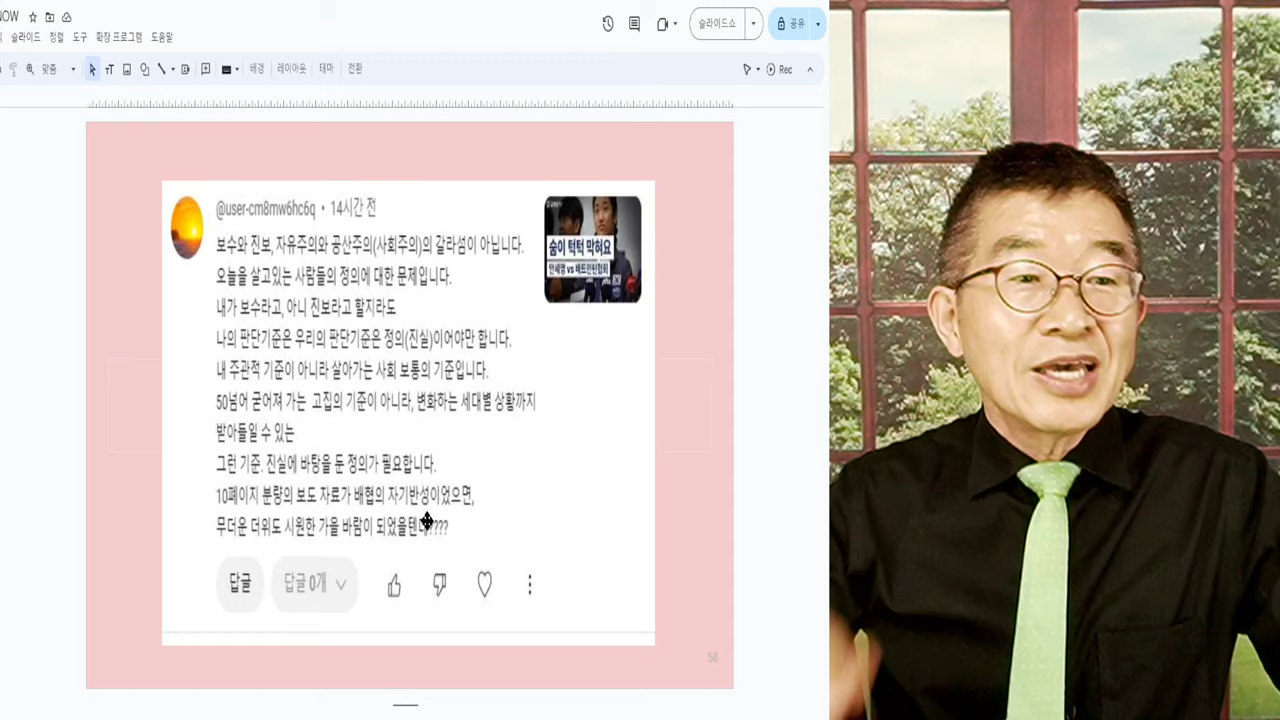 NOW
슬라이드 정렬 도구 확장 프로그램 도움말
슬라이드쇼
공유
맞춤
배경 레이아웃 테마 전환
Rec
@user-cm8mw6hc6q • 14시간 전
보수와 진보, 자유주의와 공산주의(사회주의)의 갈라섬이 아닙니다.
오늘을 살고있는 사람들의 정의에 대한 문제입니다.
내가 보수라고, 아니 진보라고 할지라도
나의 판단기준은 우리의 판단기준은 정의(진실)이어야만 합니다.
내 주관적 기준이 아니라 살아가는 사회 보통의 기준입니다.
50넘어 굳어져 가는 고집의 기준이 아니라, 변화하는 세대별 상황까지
받아들일 수 있는
그런 기준. 진실에 바탕을 둔 정의가 필요합니다.
10페이지 분량의 보도 자료가 배협의 자기반성이었으면,
무더운 더위도 시원한 가을 바람이 되었을텐데????
숨이 턱턱 막혀요
안세영 vs 배드민턴협회
답글
답글 0개
58